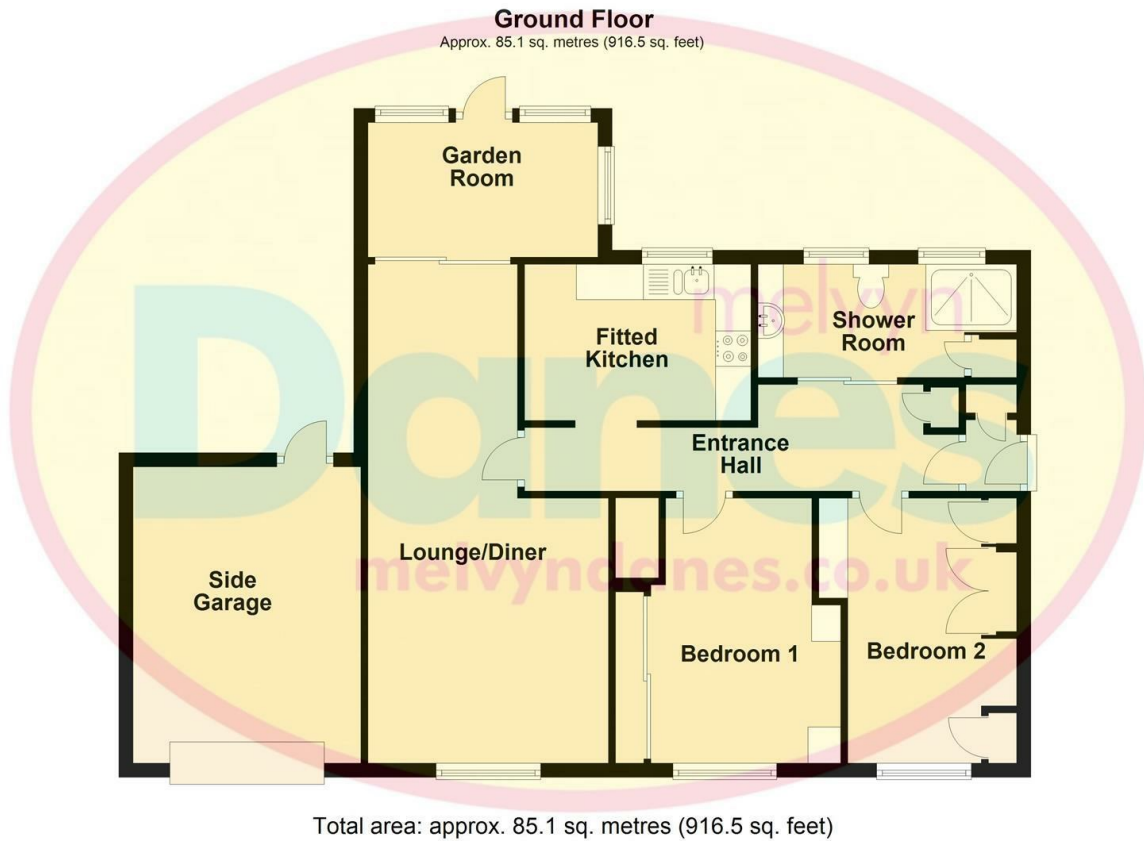 Ground Floor
Approx. 85.1 sq. metres (916.5 sq. feet)
Garden
Room
melvyn
Danes
Fitted
Kitchen
Shower
Room
Entrance
Hall
Lounge/Diner
melvyndanes.co.uk
Side
Garage
Bedroom 1
Bedroom 2
Total area: approx. 85.1 sq. metres (916.5 sq. feet)